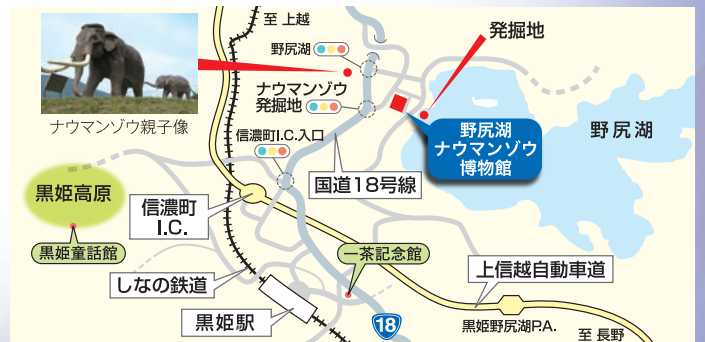 至 上越
野尻湖
発掘地
ナウマンゾウ
発掘地
ナウマンゾウ親子像
信濃町I.C.入口
野尻湖
ナウマンゾウ
博物館
野尻湖
国道18号線
黒姫高原
信濃町
I.C.
黒姫童話館
一茶記念館
しなの鉄道
上信越自動車道
黒姫駅
18
黒姫野尻湖P.A.
至 長野